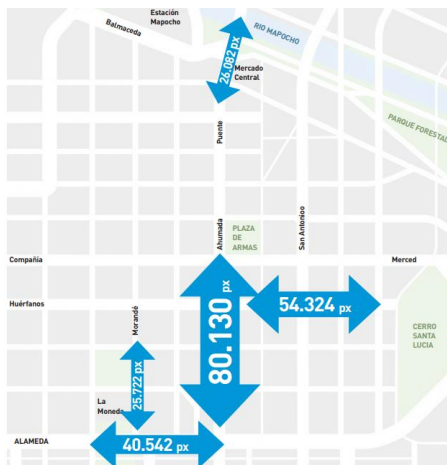 Estación
Mapocho
Balmaceda
RIO MAPOCHO
26.082 px
Mercado
Central
PARQUE FORESTAL
Puente
PLAZA
DE
ARMAS
Ahumada
San Antonioo
Compañía
Merced
80.130 px
54.324 px
Huérfanos
Morandé
CERRO
SANTA
LUCIA
25.722 px
La
Moneda
ALAMEDA
40.542 px